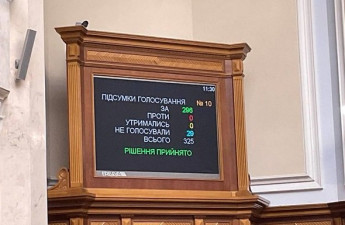 11:30
ПІДСУМКИ ГОЛОСУВАННЯ № 10
ЗА 296
ПРОТИ 0
УТРИМАЛИСЬ 0
НЕ ГОЛОСУВАЛИ 29
ВСЬОГО 325
РІШЕННЯ ПРИЙНЯТО